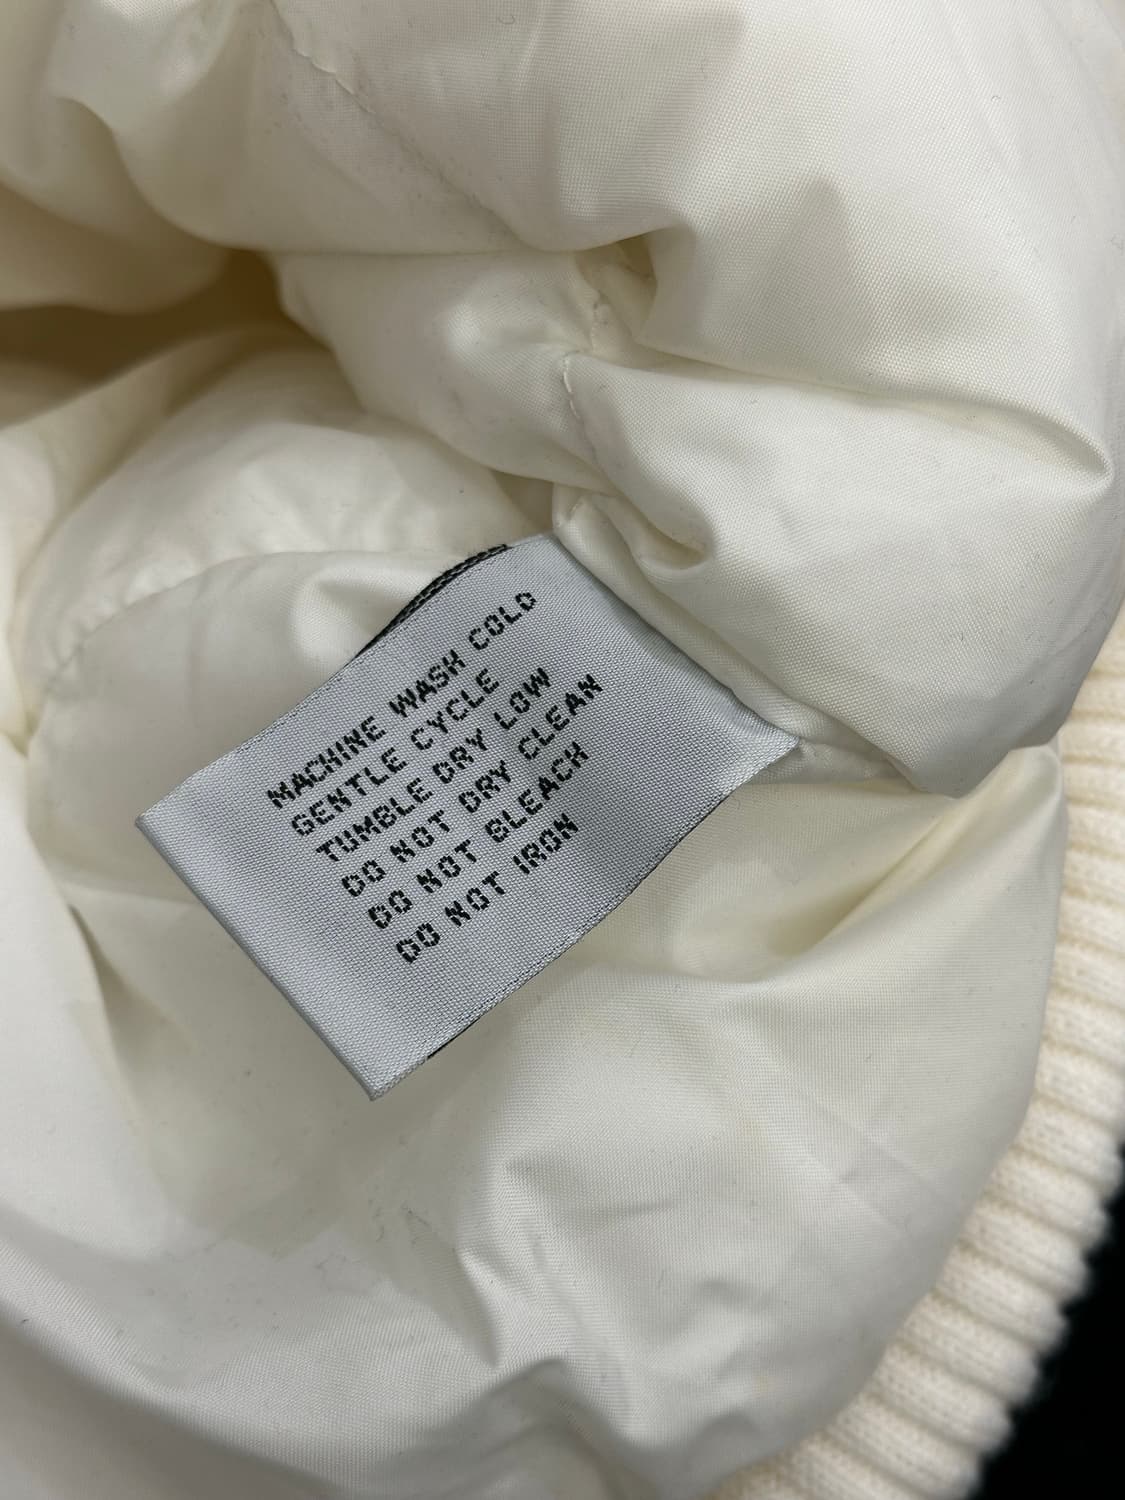 MACHINE WASH COLD
GENTLE CYCLE
TUMBLE DRY LOW
DO NOT DRY CLEAN
DO NOT BLEACH
DO NOT IRON